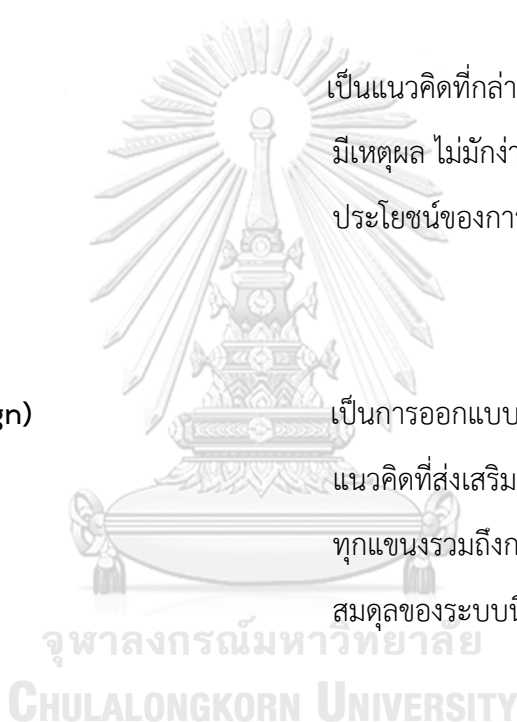 เป็นแนวคิดที่กล่า
มีเหตุผล ไม่มักง่า
ประโยชน์ของการ
gn) เป็นการออกแบบ
แนวคิดที่ส่งเสริม
ทุกแขนงรวมถึงก
สมดุลของระบบนิ
จุฬาลงกรณ์มหาวิทยาลัย
CHULALONGKORN UNIVERSITY